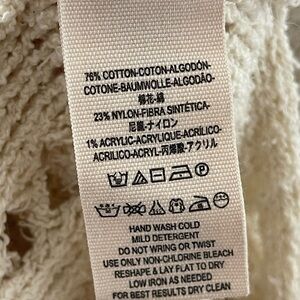 76% COTTON-COTON-ALGODÓN-
COTONE-BAUMWOLLE-ALGODÃO-
棉花-綿
23% NYLON-FIBRA SINTÉTICA-
尼龍-ナイロン
1% ACRYLIC-ACRYLIQUE-ACRÍLICO-
ACRILICO-ACRYL-丙烯酸-アクリル
HAND WASH COLD
MILD DETERGENT
DO NOT WRING OR TWIST
USE ONLY NON-CHLORINE BLEACH
RESHAPE & LAY FLAT TO DRY
LOW IRON AS NEEDED
FOR BEST RESULTS DRY CLEAN